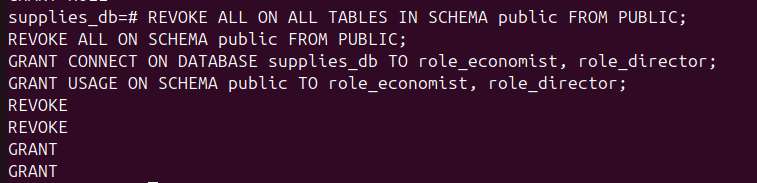 supplies_db=# REVOKE ALL ON ALL TABLES IN SCHEMA public FROM PUBLIC;
REVOKE ALL ON SCHEMA public FROM PUBLIC;
GRANT CONNECT ON DATABASE supplies_db TO role_economist, role_director;
GRANT USAGE ON SCHEMA public TO role_economist, role_director;
REVOKE
REVOKE
GRANT
GRANT